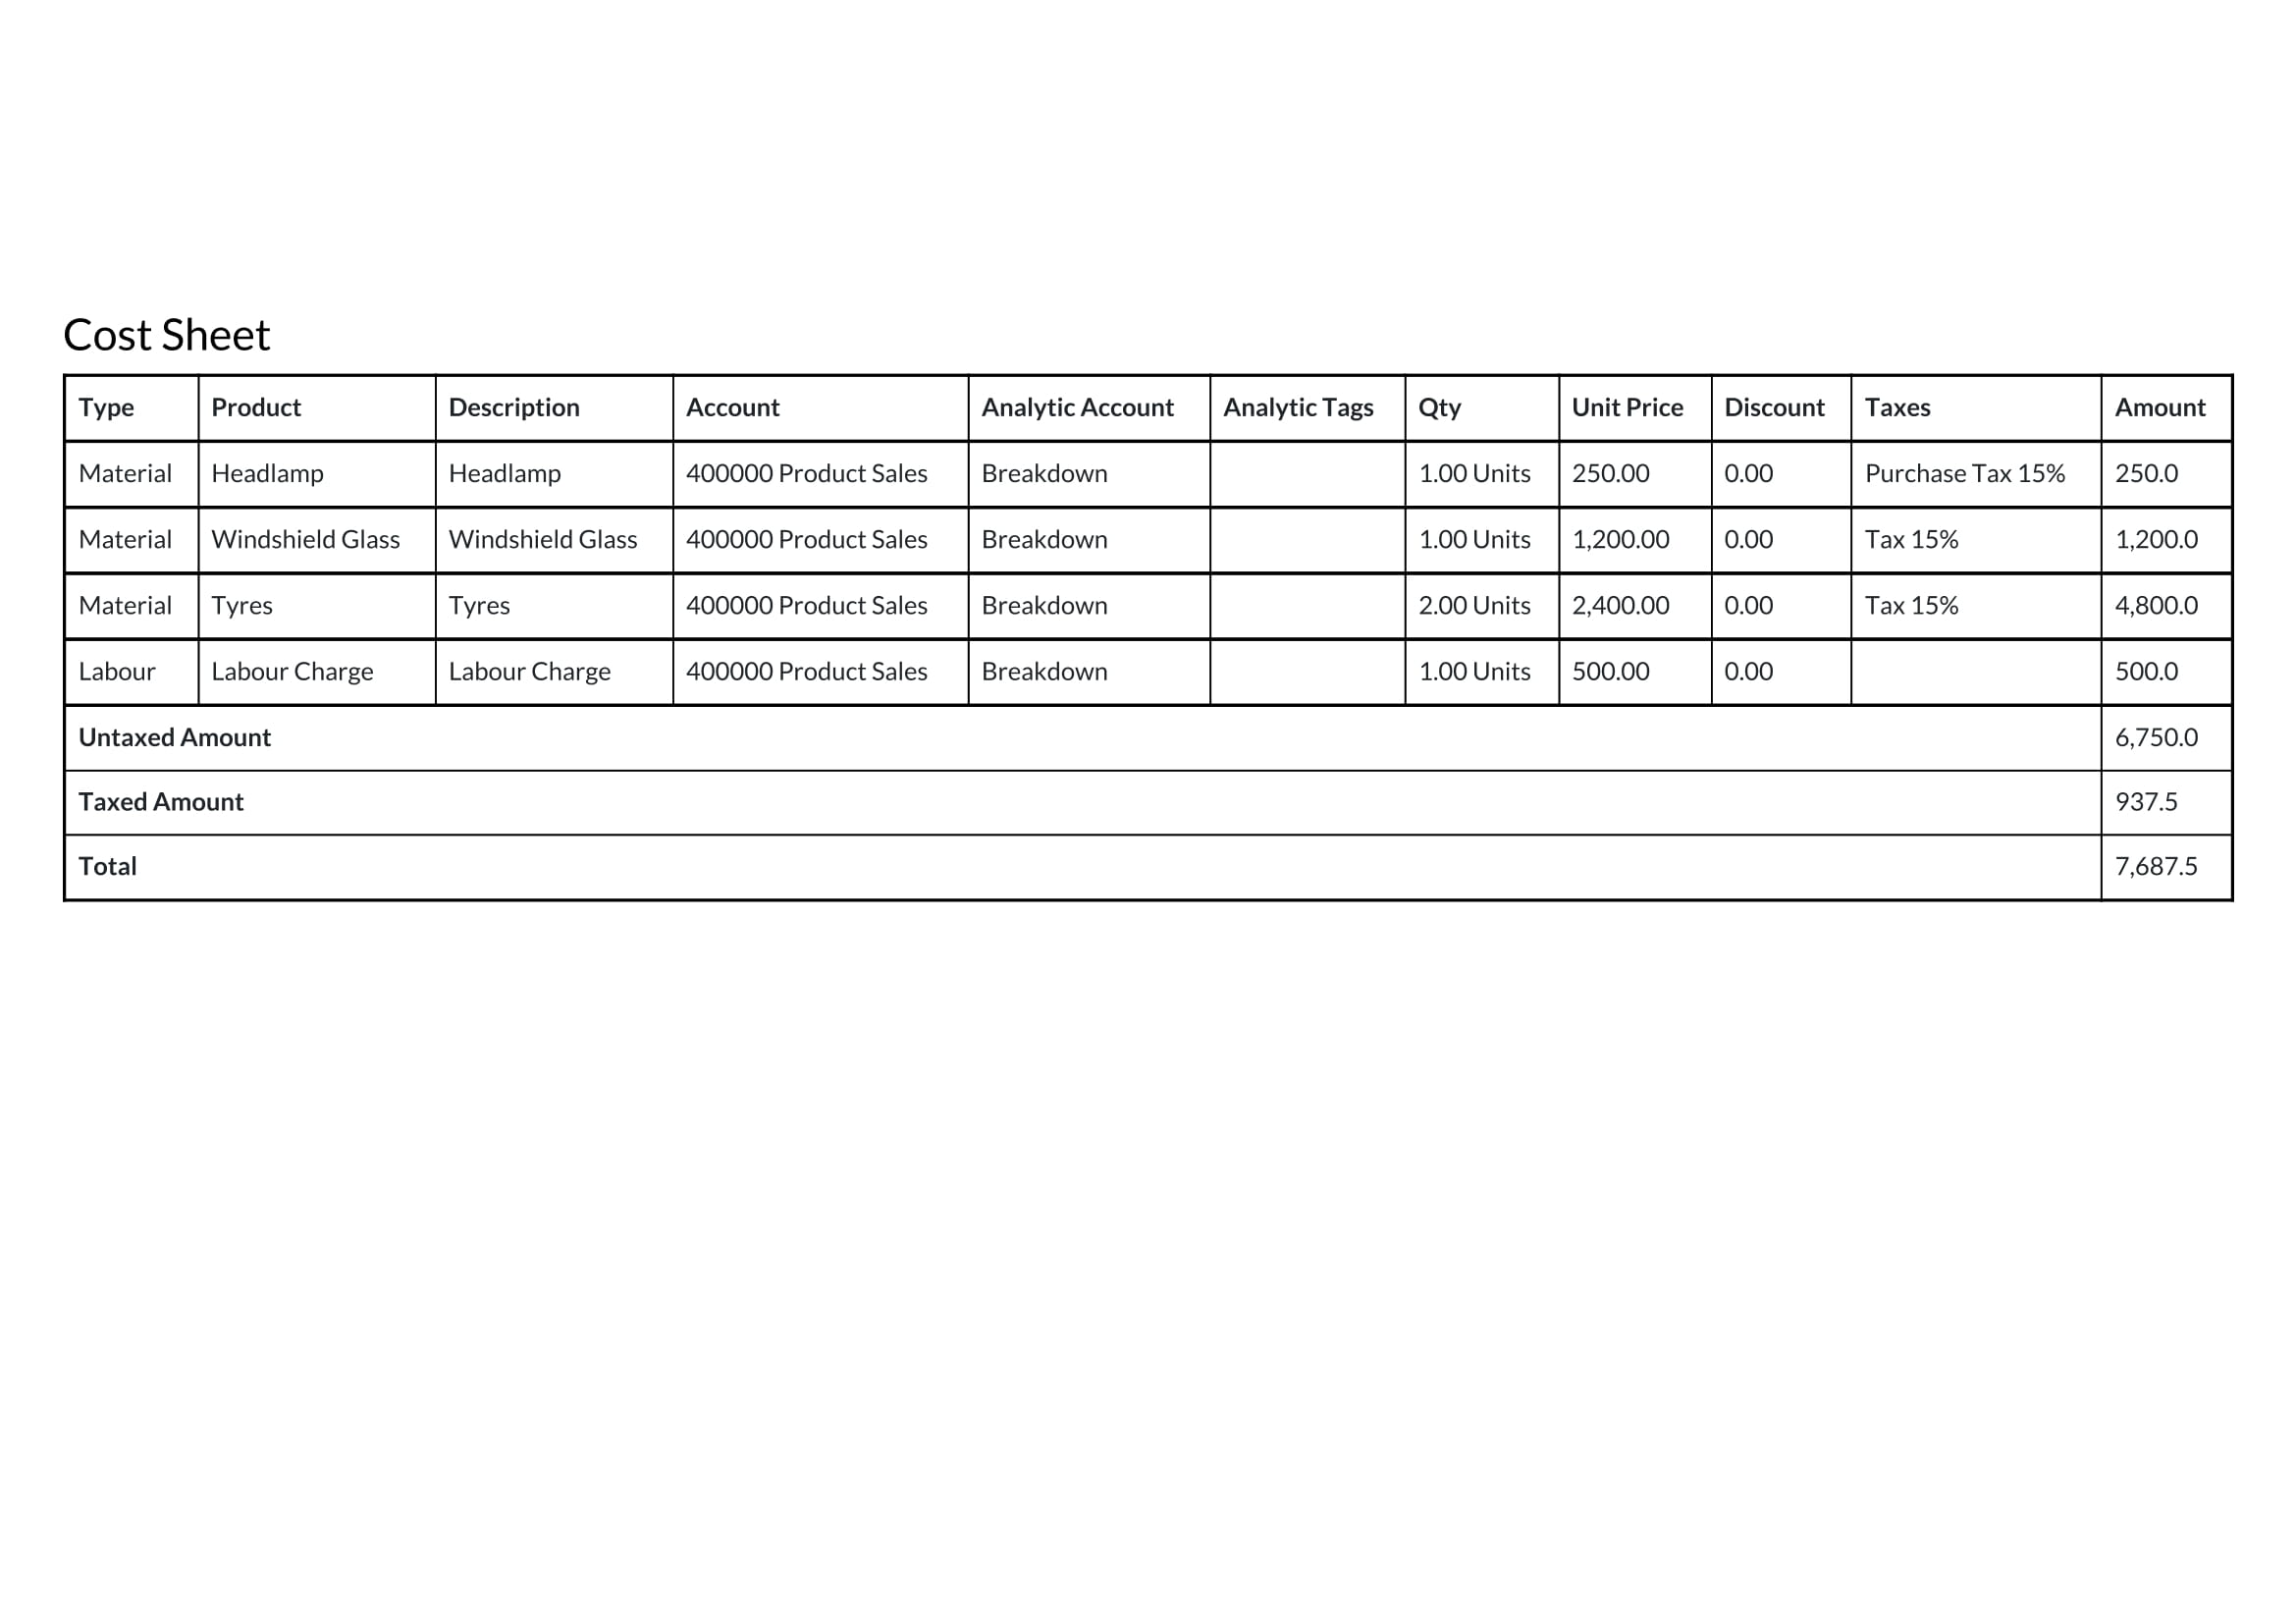 Cost Sheet
Type Product Description Account Analytic Account Analytic Tags Qty Unit Price Discount Taxes Amount
Material Headlamp Headlamp 400000 Product Sales Breakdown 1.00 Units 250.00 0.00 Purchase Tax 15% 250.0
Material Windshield Glass Windshield Glass 400000 Product Sales Breakdown 1.00 Units 1,200.00 0.00 Tax 15% 1,200.0
Material Tyres Tyres 400000 Product Sales Breakdown 2.00 Units 2,400.00 0.00 Tax 15% 4,800.0
Labour Labour Charge Labour Charge 400000 Product Sales Breakdown 1.00 Units 500.00 0.00 500.0
Untaxed Amount 6,750.0
Taxed Amount 937.5
Total 7,687.5